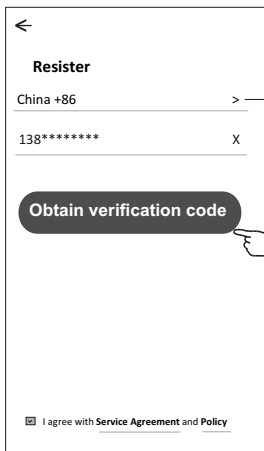 Resister
China +86 >
138******** X
Obtain verification code
I agree with Service Agreement and Policy